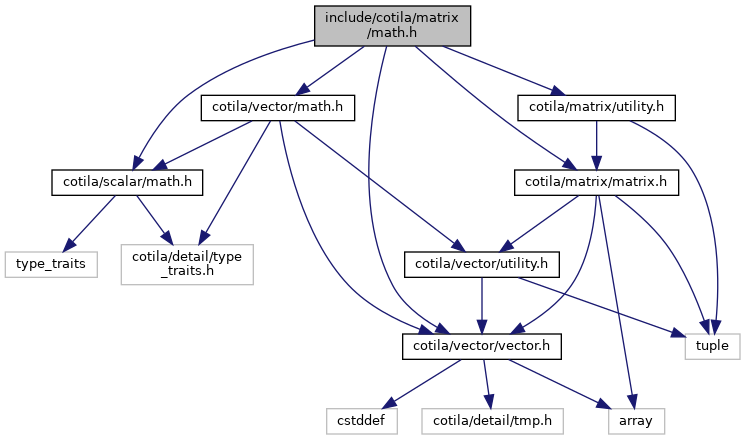 include/cotila/matrix
/math.h
cotila/vector/math.h
cotila/matrix/utility.h
cotila/scalar/math.h
cotila/matrix/matrix.h
type_traits
cotila/detail/type
_traits.h
cotila/vector/utility.h
cotila/vector/vector.h
tuple
cstddef
cotila/detail/tmp.h
array